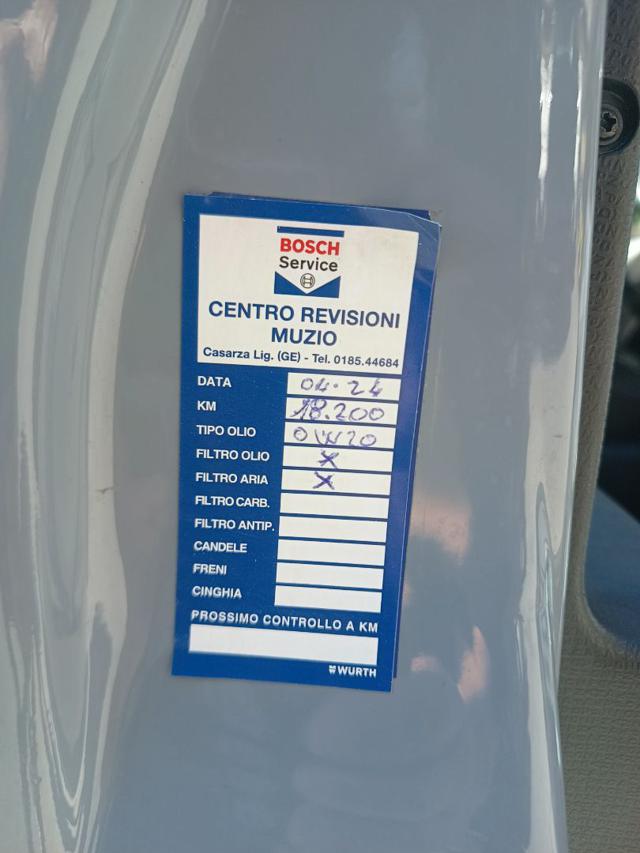 BOSCH
Service
CENTRO REVISIONI
MUZIO
Casarza Lig. (GE) - Tel. 0185.44684
DATA 04.24
KM 18.200
TIPO OLIO 0W20
FILTRO OLIO X
FILTRO ARIA X
FILTRO CARB.
FILTRO ANTIP.
CANDELE
FRENI
CINGHIA
PROSSIMO CONTROLLO A KM
WURTH